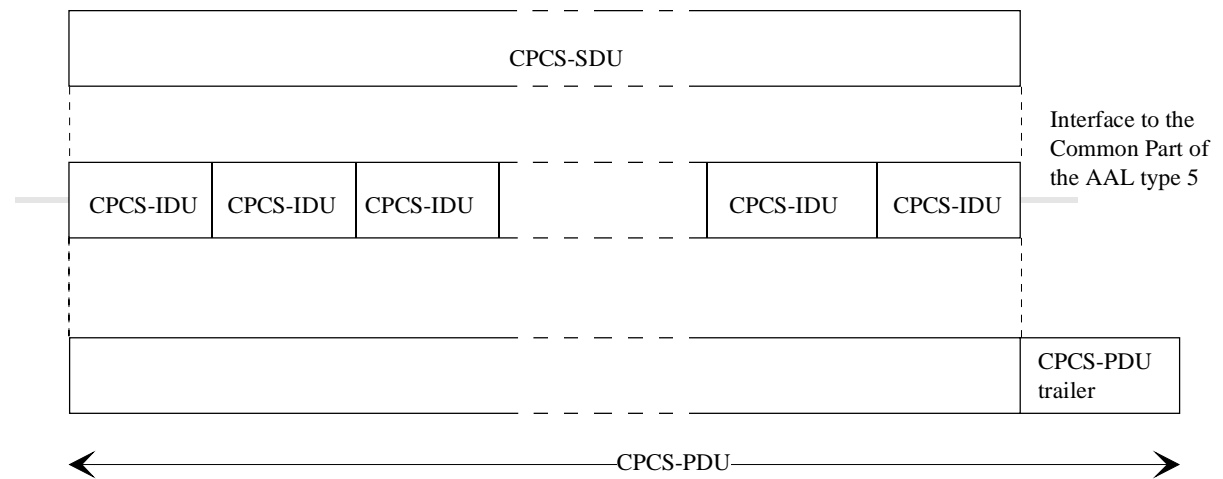 CPCS-SDU
Interface to the
Common Part of
the AAL type 5
CPCS-IDU CPCS-IDU CPCS-IDU CPCS-IDU CPCS-IDU
CPCS-PDU
trailer
CPCS-PDU